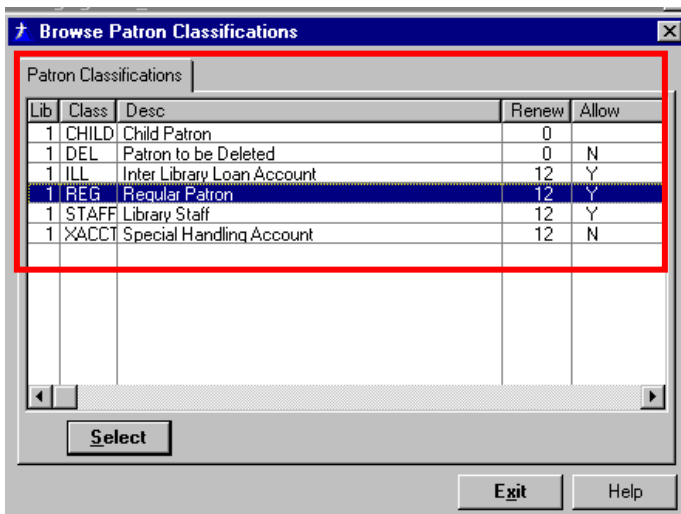 Browse Patron Classifications
Patron Classifications
Lib Class Desc Renew Allow
1 CHILD Child Patron 0
1 DEL Patron to be Deleted 0 N
1 ILL Inter Library Loan Account 12 Y
1 REG Regular Patron 12 Y
1 STAFF Library Staff 12 Y
1 XACCT Special Handling Account 12 N
Select
Exit Help